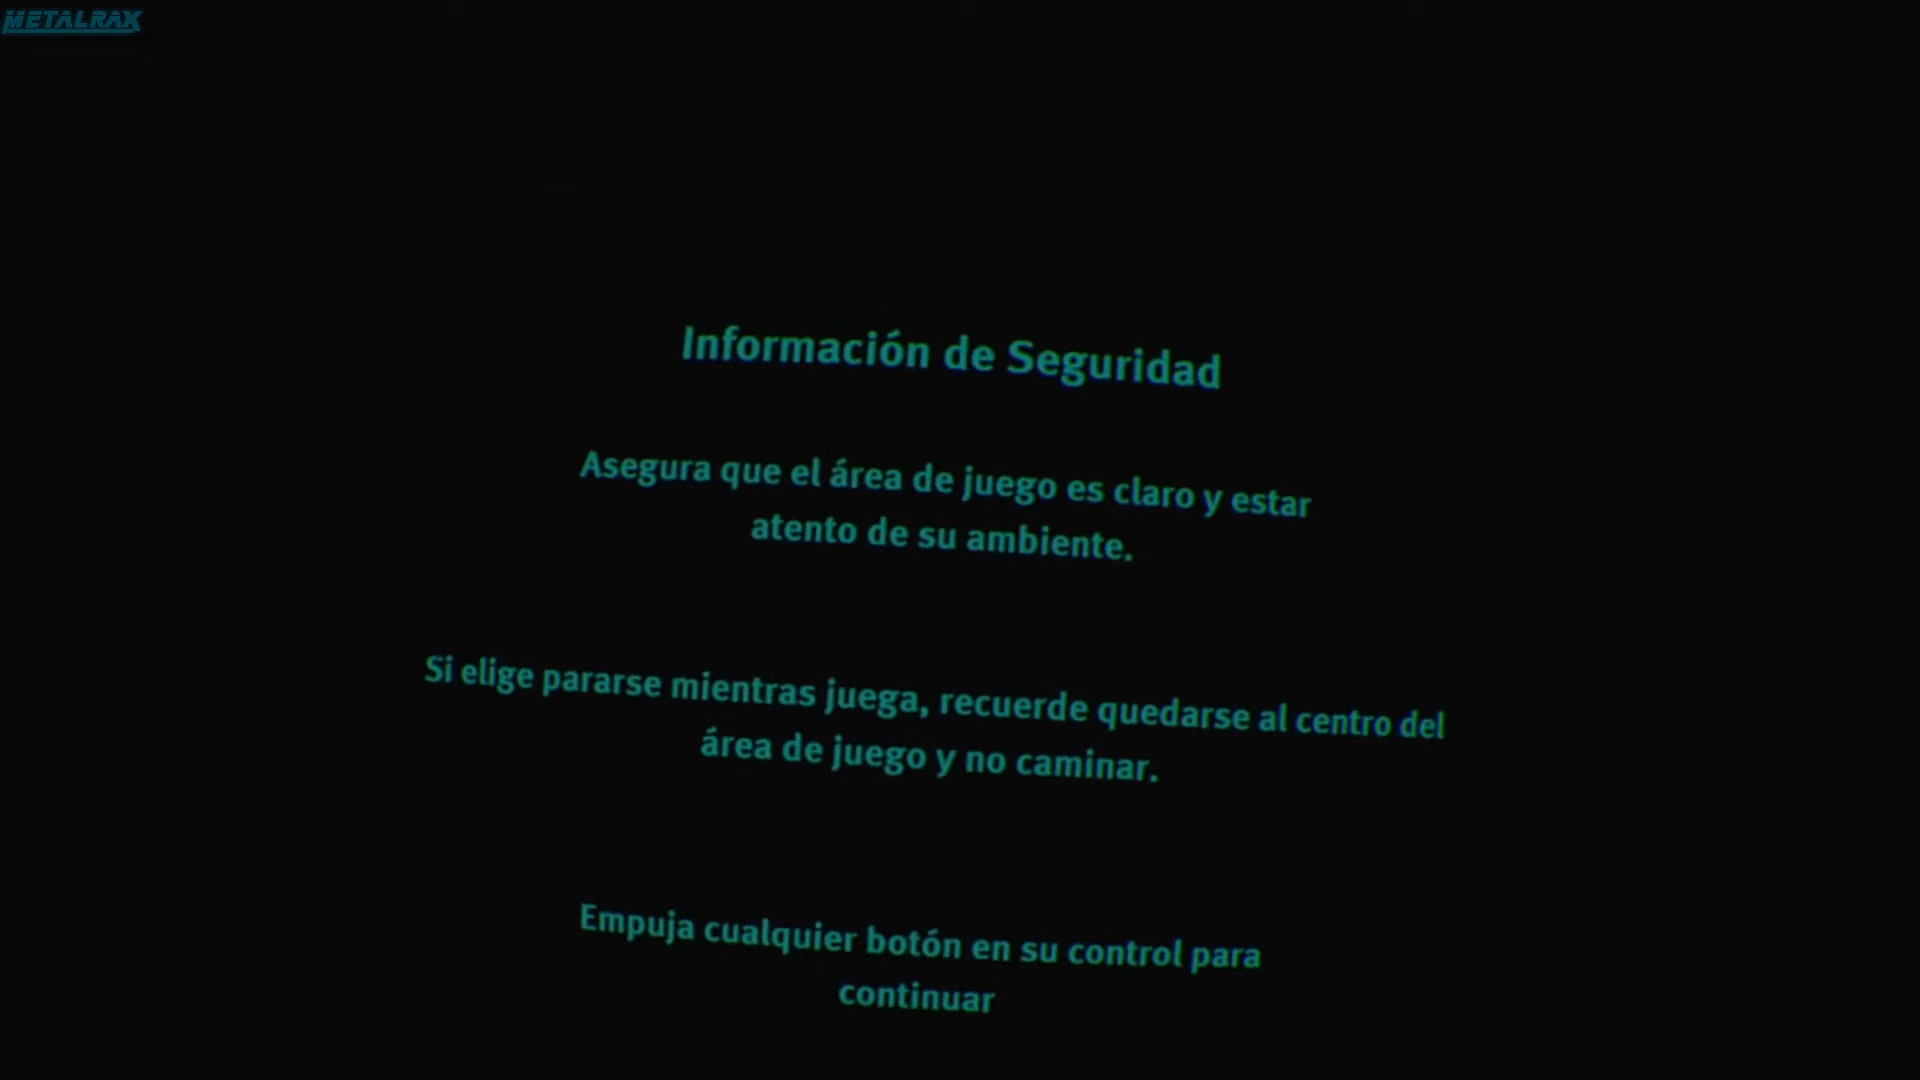 METALRAX
Información de Seguridad
Asegura que el área de juego es claro y estar
atento de su ambiente.
Si elige pararse mientras juega, recuerde quedarse al centro del
área de juego y no caminar.
Empuja cualquier botón en su control para
continuar